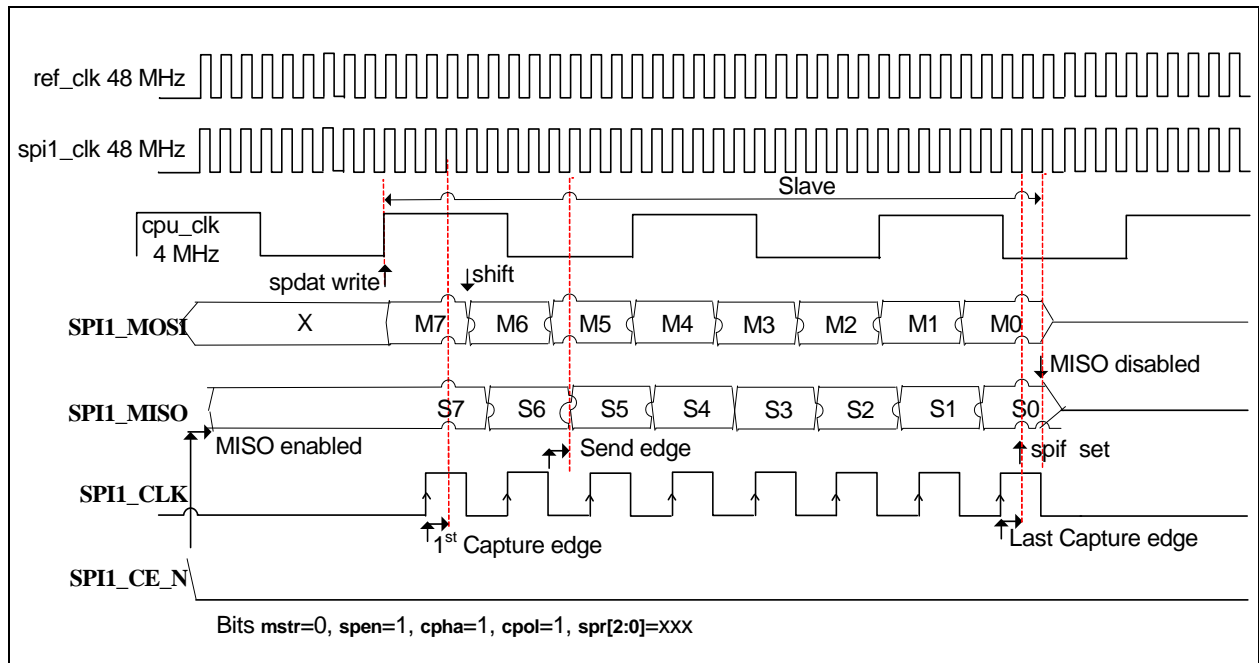 ref_clk 48 MHz
spi1_clk 48 MHz
Slave
cpu_clk
4 MHz
spdat write
shift
SPI1_MOSI
X M7 M6 M5 M4 M3 M2 M1 M0
MISO disabled
SPI1_MISO
S7 S6 S5 S4 S3 S2 S1 S0
MISO enabled
Send edge
spif set
SPI1_CLK
1st Capture edge
Last Capture edge
SPI1_CE_N
Bits mstr=0, spen=1, cpha=1, cpol=1, spr[2:0]=xxx